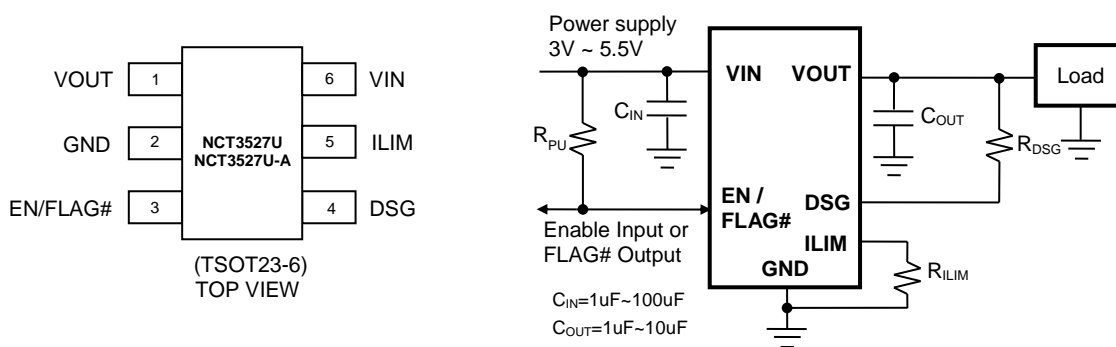 VOUT
1
6
VIN
GND
2
NCT3527U
NCT3527U-A
5
ILIM
EN/FLAG#
3
4
DSG
(TSOT23-6)
TOP VIEW
Power supply
3V ~ 5.5V
VIN
VOUT
Load
CIN
COUT
RPU
RDSG
EN /
FLAG#
DSG
Enable Input or
FLAG# Output
ILIM
GND
RILIM
CIN=1uF~100uF
COUT=1uF~10uF